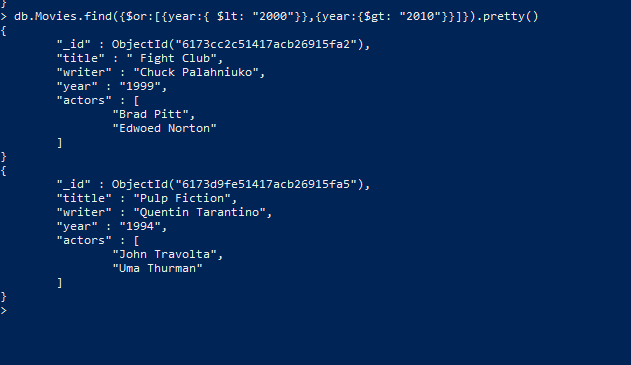 }
> db.Movies.find({$or:[{year:{ $lt: "2000"}},{year:{$gt: "2010"}}]}).pretty()
{
"_id" : ObjectId("6173cc2c51417acb26915fa2"),
"title" : " Fight Club",
"writer" : "Chuck Palahniuko",
"year" : "1999",
"actors" : [
"Brad Pitt",
"Edwoed Norton"
]
}
{
"_id" : ObjectId("6173d9fe51417acb26915fa5"),
"tittle" : "Pulp Fiction",
"writer" : "Quentin Tarantino",
"year" : "1994",
"actors" : [
"John Travolta",
"Uma Thurman"
]
}
>